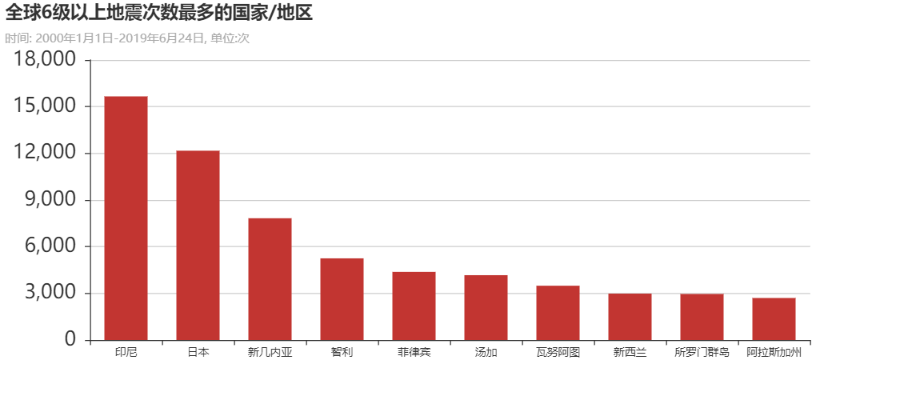 全球6级以上地震次数最多的国家/地区
时间: 2000年1月1日-2019年6月24日, 单位:次
18,000
15,000
12,000
9,000
6,000
3,000
0
印尼 日本 新几内亚 智利 菲律宾 汤加 瓦努阿图 新西兰 所罗门群岛 阿拉斯加州